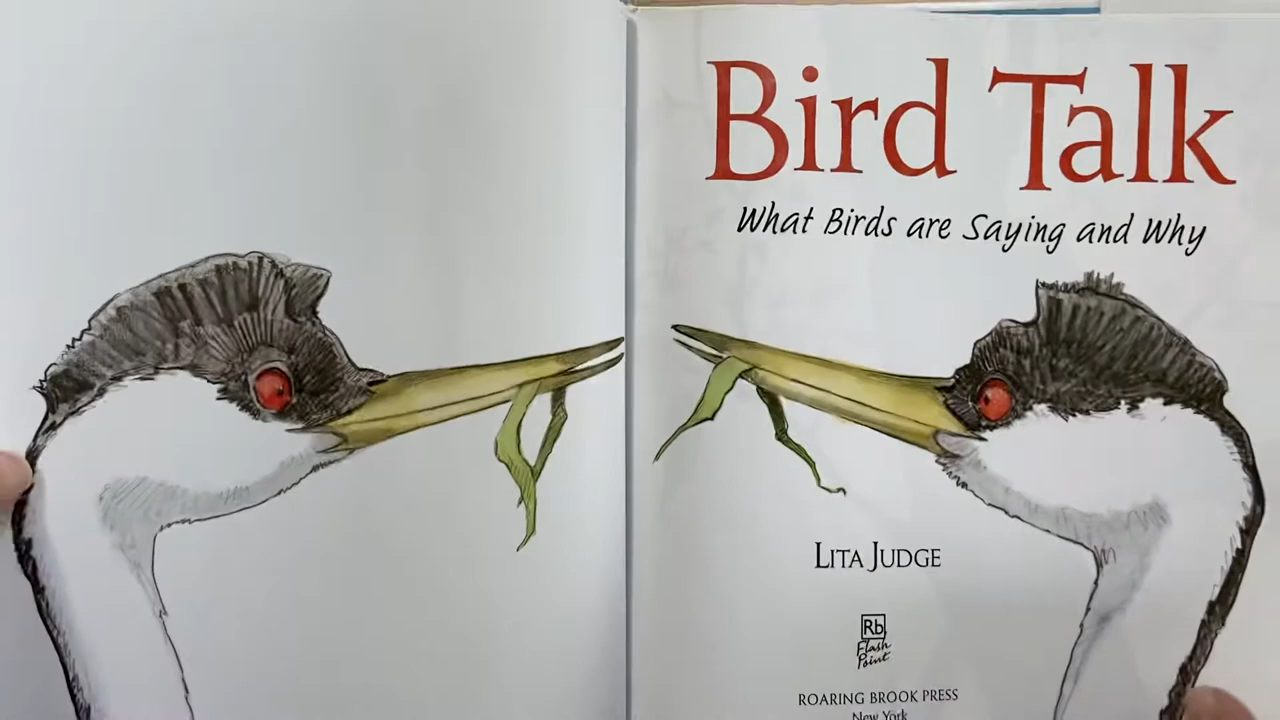 Bird Talk
What Birds are Saying and Why
LITA JUDGE
Rb
Flash
Point
ROARING BROOK PRESS
New York